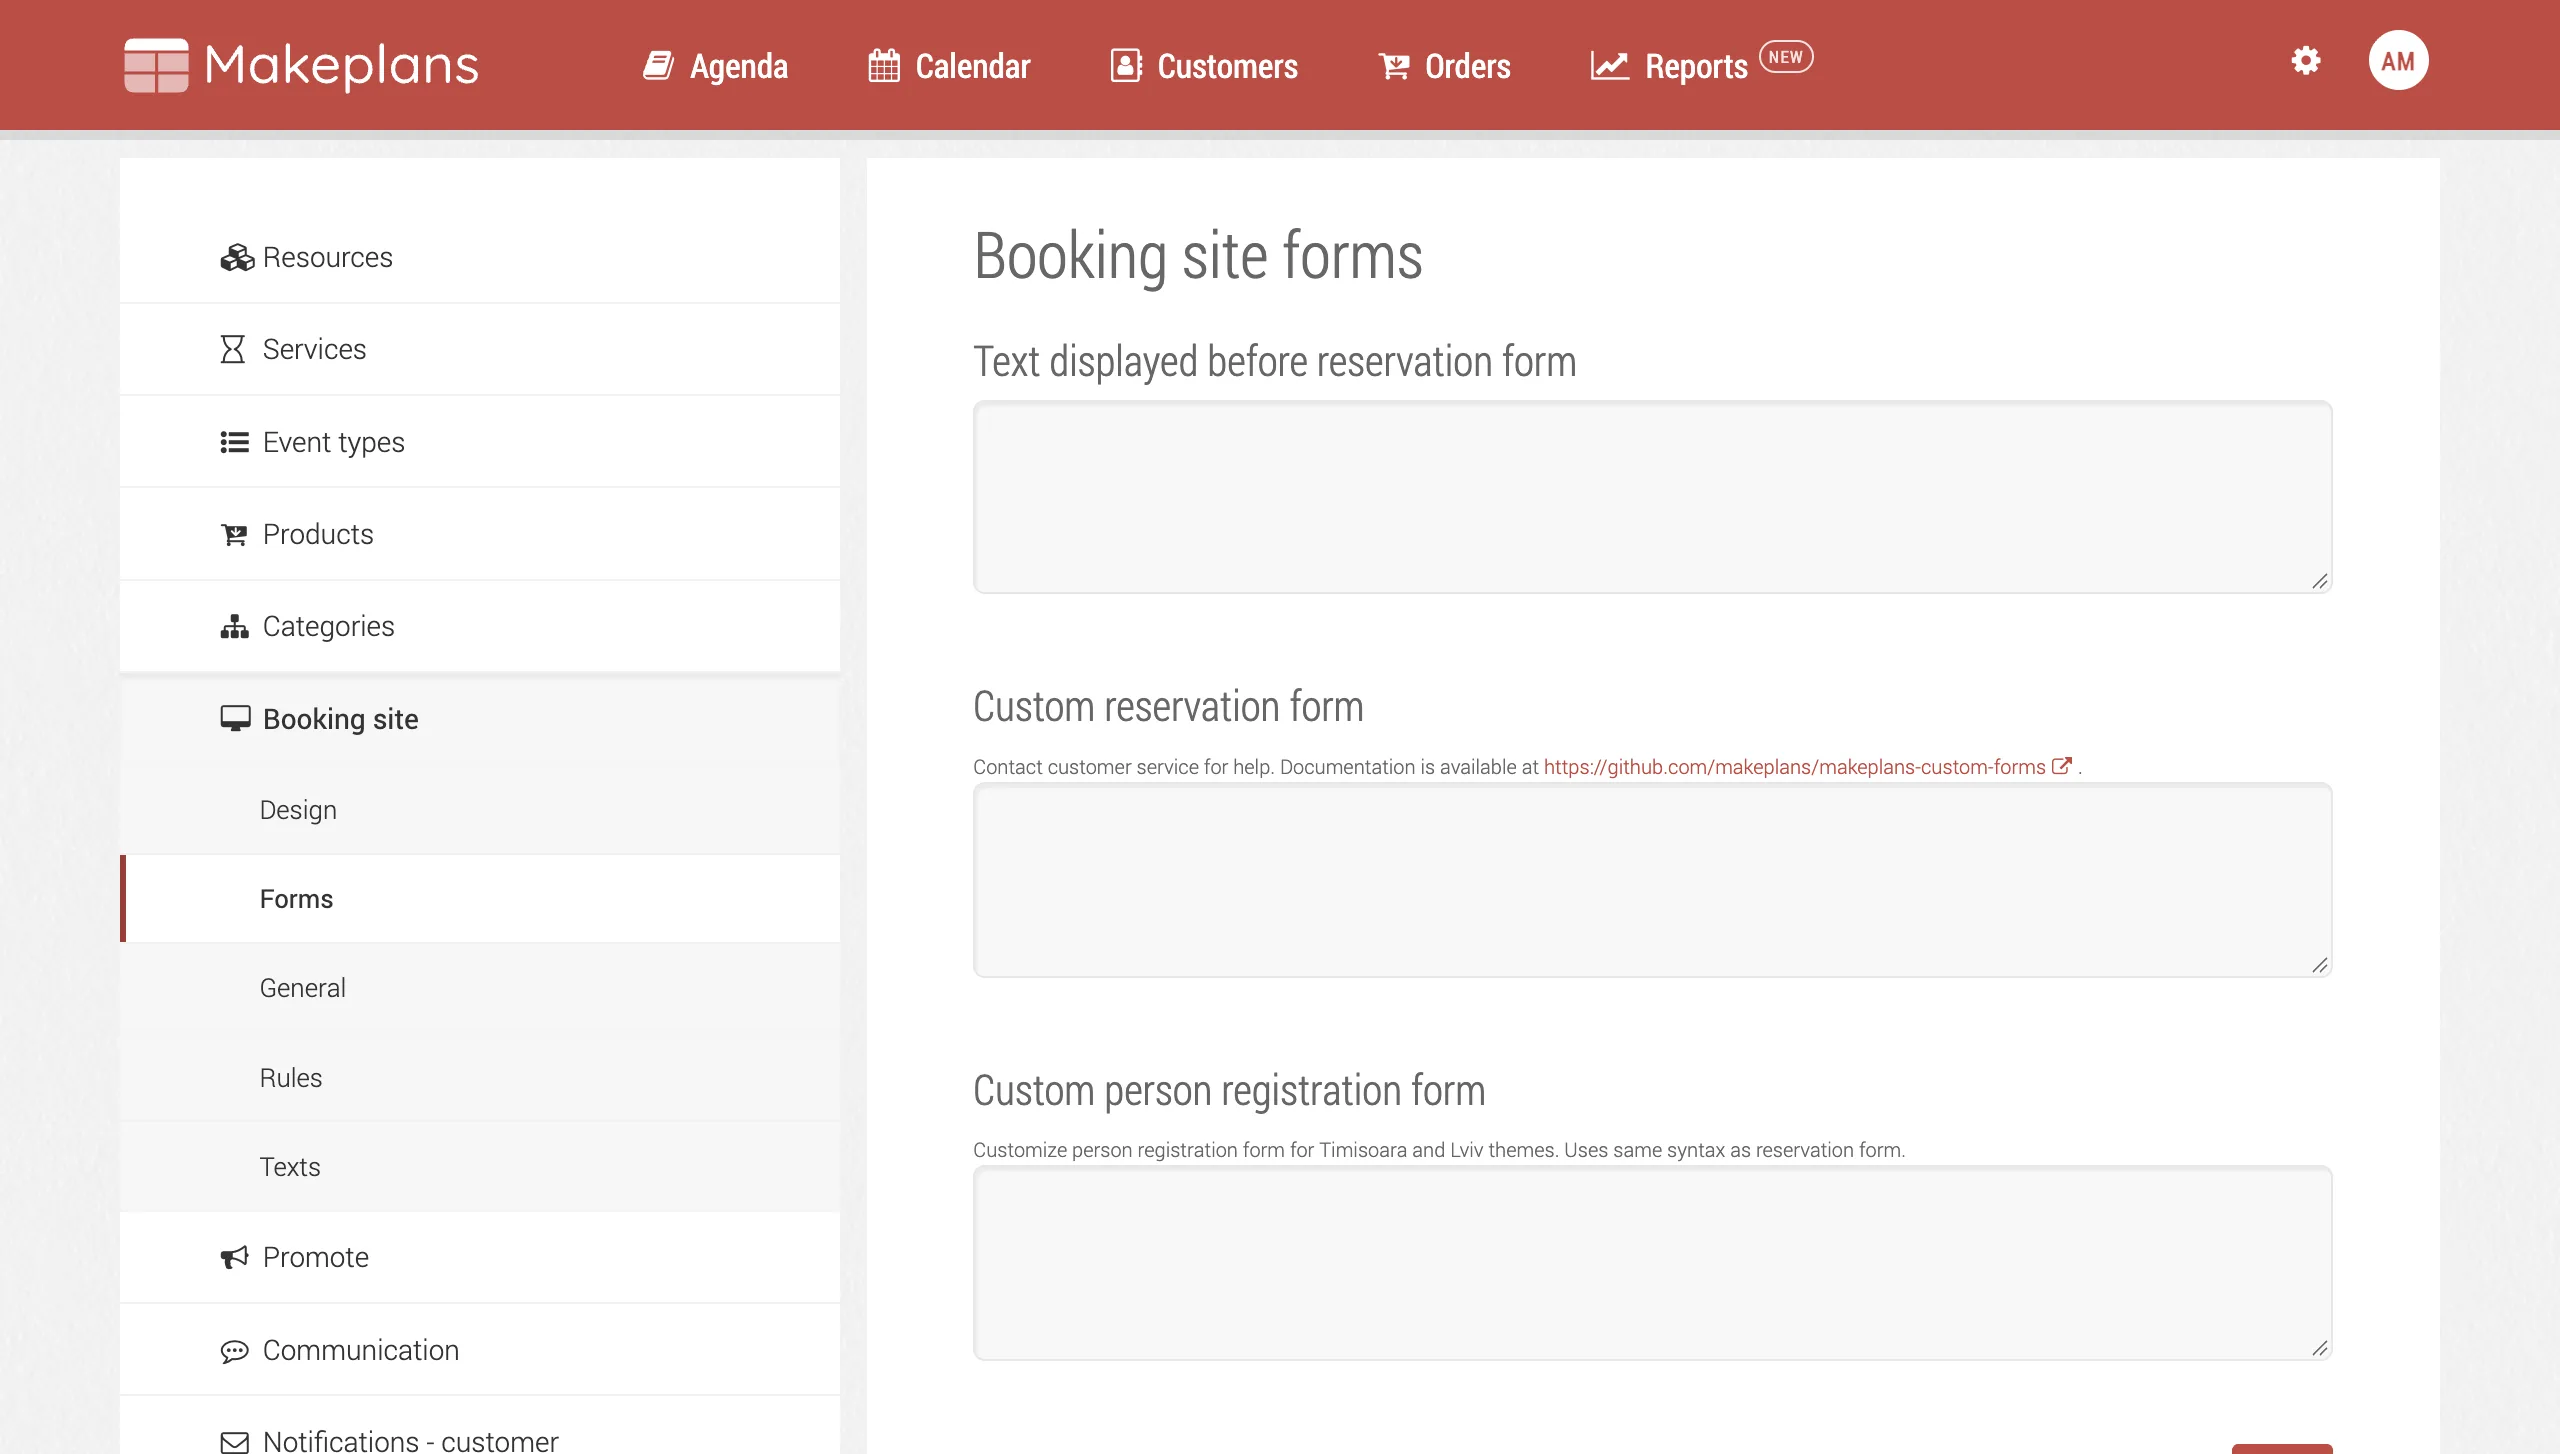 Makeplans
Agenda
Calendar
Customers
Orders
Reports NEW
AM
Resources
Services
Event types
Products
Categories
Booking site
Design
Forms
General
Rules
Texts
Promote
Communication
Notifications - customer
Booking site forms
Text displayed before reservation form
Custom reservation form
Contact customer service for help. Documentation is available at https://github.com/makeplans/makeplans-custom-forms .
Custom person registration form
Customize person registration form for Timisoara and Lviv themes. Uses same syntax as reservation form.